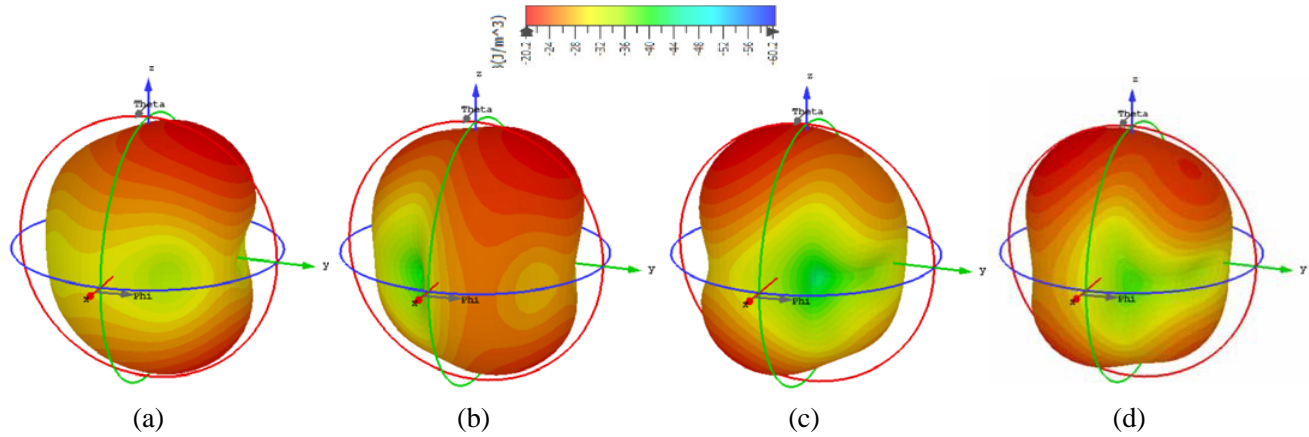 (J/m^3)
-20.2 -24 -28 -32 -36 -40 -44 -48 -52 -56 -60.2
z z z z
Theta Theta Theta Theta
y y y y
x Phi x Phi x Phi x Phi
(a) (b) (c) (d)